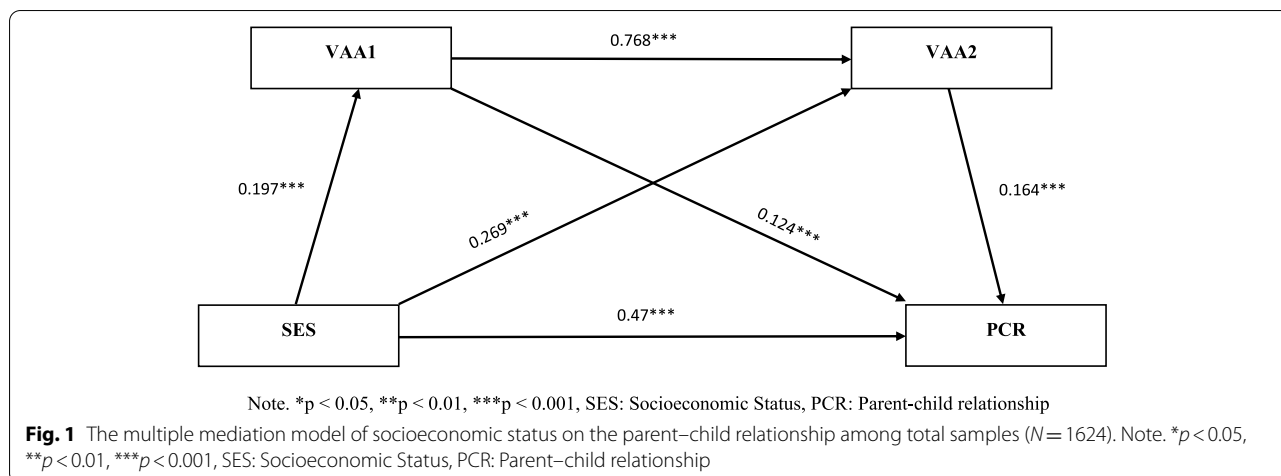 0.768***
VAA1
VAA2
0.197***
0.269***
0.124***
0.164***
0.47***
SES
PCR
Note. *p < 0.05, **p < 0.01, ***p < 0.001, SES: Socioeconomic Status, PCR: Parent-child relationship
Fig. 1 The multiple mediation model of socioeconomic status on the parent–child relationship among total samples (N = 1624). Note. *p < 0.05,
**p < 0.01, ***p < 0.001, SES: Socioeconomic Status, PCR: Parent–child relationship